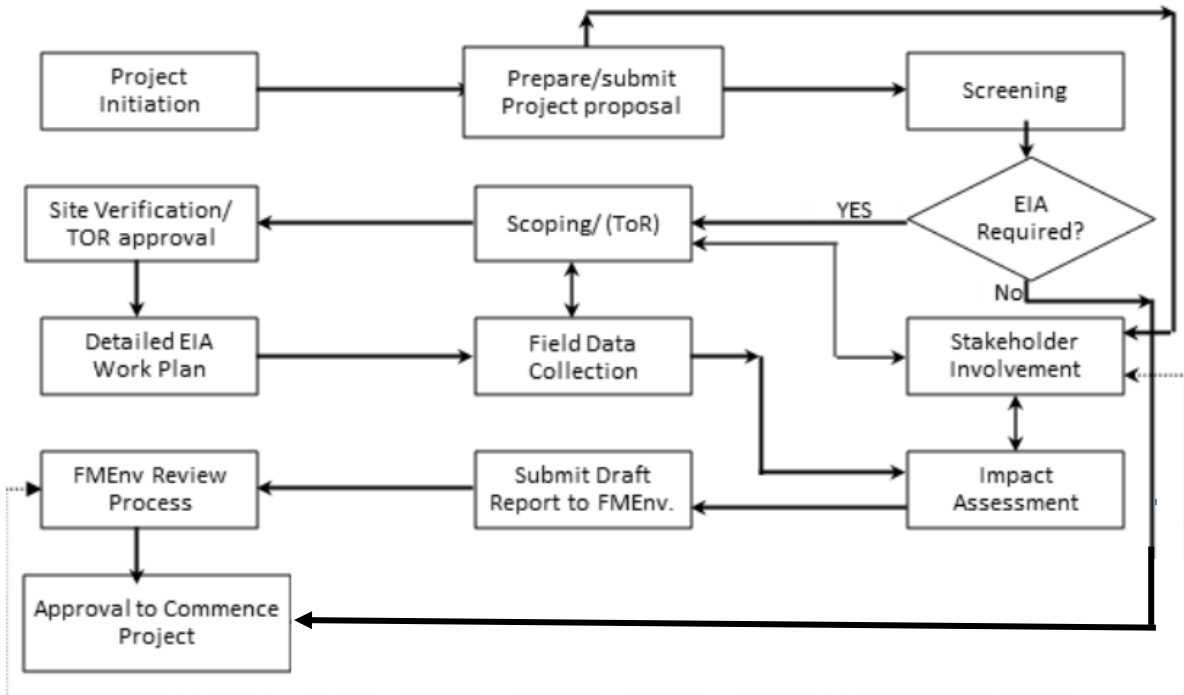 Project
Initiation
Prepare/submit
Project proposal
Screening
Site Verification/
TOR approval
Scoping/ (ToR)
YES
EIA
Required?
No
Detailed EIA
Work Plan
Field Data
Collection
Stakeholder
Involvement
FMEnv Review
Process
Submit Draft
Report to FMEnv.
Impact
Assessment
Approval to Commence
Project